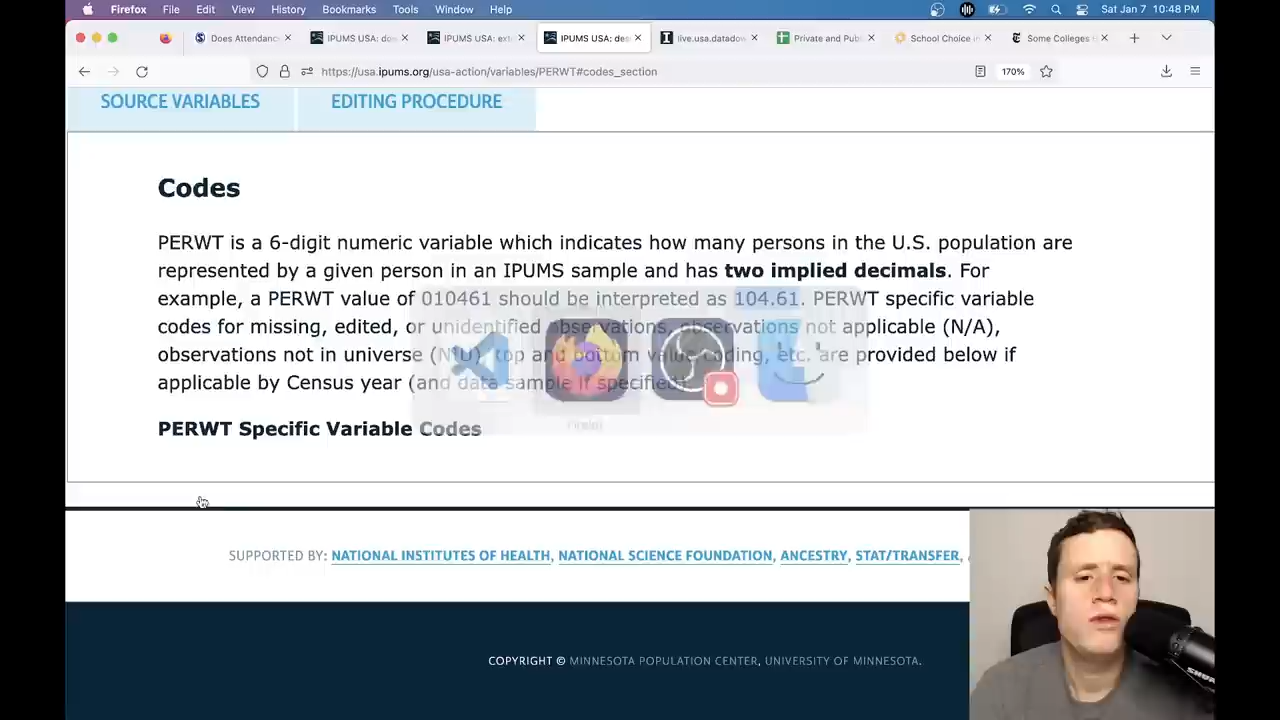 Firefox File Edit View History Bookmarks Tools Window Help Sat Jan 7 10:48 PM
Does Attendanc IPUMS USA: do IPUMS USA: ext IPUMS USA: des live.usa.datadow Private and Pub School Choice in Some Colleges
https://usa.ipums.org/usa-action/variables/PERWT#codes_section 170%
SOURCE VARIABLES EDITING PROCEDURE
Codes
PERWT is a 6-digit numeric variable which indicates how many persons in the U.S. population are
represented by a given person in an IPUMS sample and has two implied decimals. For
example, a PERWT value of 010461 should be interpreted as 104.61. PERWT specific variable
codes for missing, edited, or unidentified observations, observations not applicable (N/A),
observations not in universe (NIU), top and bottom value coding, etc. are provided below if
applicable by Census year (and data sample if specified).
Firefox
PERWT Specific Variable Codes
SUPPORTED BY: NATIONAL INSTITUTES OF HEALTH, NATIONAL SCIENCE FOUNDATION, ANCESTRY, STAT/TRANSFER,
COPYRIGHT © MINNESOTA POPULATION CENTER, UNIVERSITY OF MINNESOTA.
SHURE